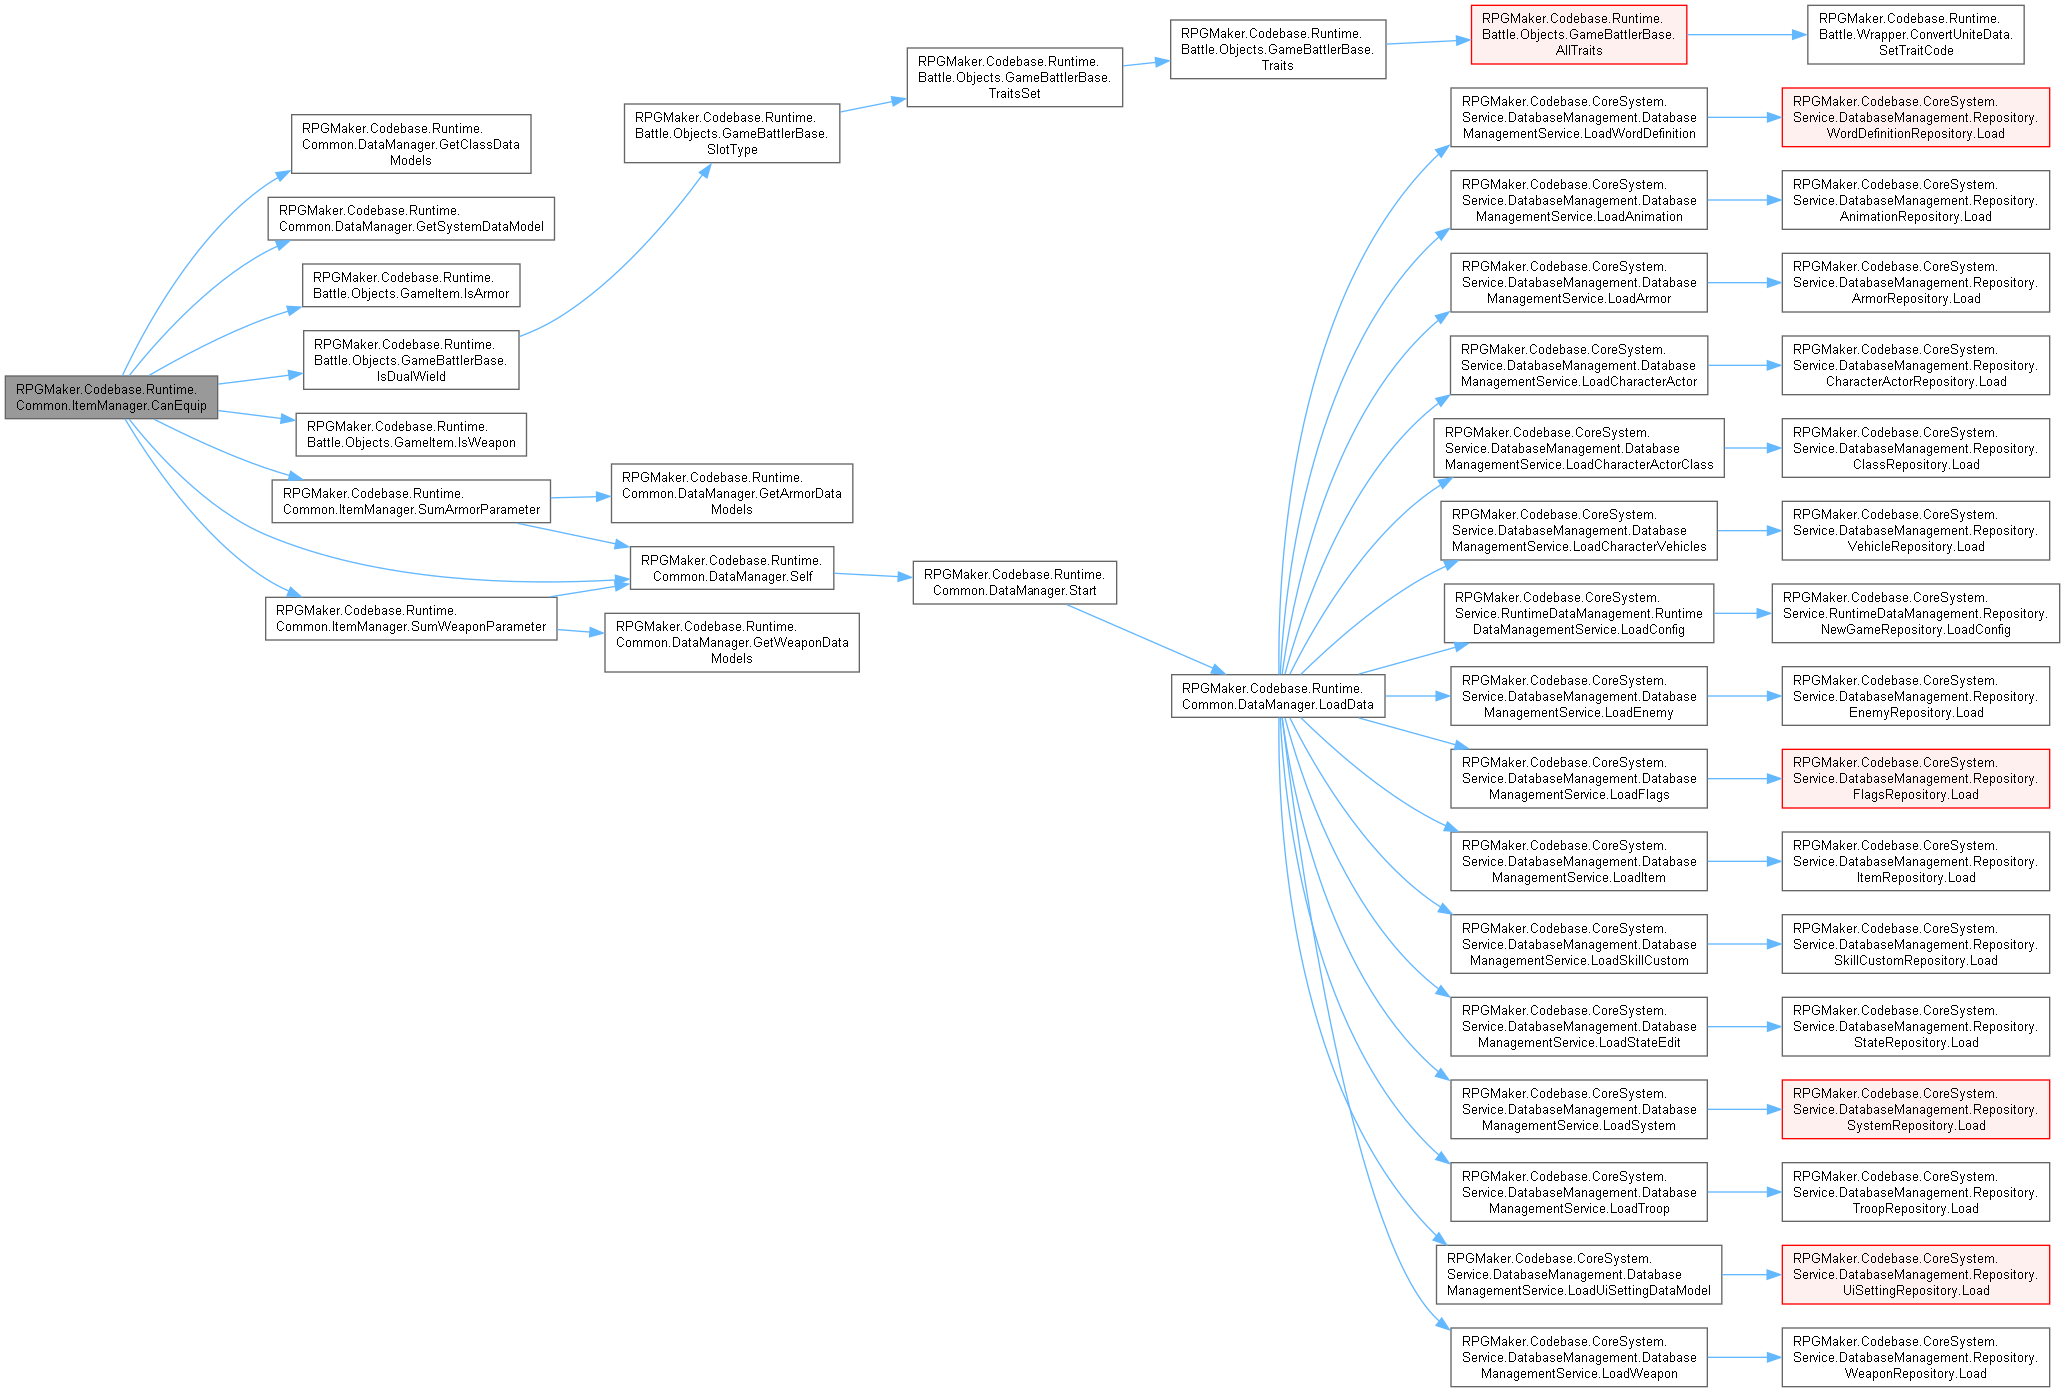 RPGMaker.Codebase.Runtime.
Common.ItemManager.CanEquip
RPGMaker.Codebase.Runtime.
Common.DataManager.GetClassData
Models
RPGMaker.Codebase.Runtime.
Common.DataManager.GetSystemDataModel
RPGMaker.Codebase.Runtime.
Battle.Objects.GameItem.IsArmor
RPGMaker.Codebase.Runtime.
Battle.Objects.GameBattlerBase.
IsDualWield
RPGMaker.Codebase.Runtime.
Battle.Objects.GameItem.IsWeapon
RPGMaker.Codebase.Runtime.
Common.ItemManager.SumArmorParameter
RPGMaker.Codebase.Runtime.
Common.ItemManager.SumWeaponParameter
RPGMaker.Codebase.Runtime.
Battle.Objects.GameBattlerBase.
SlotType
RPGMaker.Codebase.Runtime.
Common.DataManager.GetArmorData
Models
RPGMaker.Codebase.Runtime.
Common.DataManager.Self
RPGMaker.Codebase.Runtime.
Common.DataManager.GetWeaponData
Models
RPGMaker.Codebase.Runtime.
Battle.Objects.GameBattlerBase.
TraitsSet
RPGMaker.Codebase.Runtime.
Common.DataManager.Start
RPGMaker.Codebase.Runtime.
Battle.Objects.GameBattlerBase.
Traits
RPGMaker.Codebase.Runtime.
Common.DataManager.LoadData
RPGMaker.Codebase.Runtime.
Battle.Objects.GameBattlerBase.
AllTraits
RPGMaker.Codebase.Runtime.
Battle.Wrapper.ConvertUniteData.
SetTraitCode
RPGMaker.Codebase.CoreSystem.
Service.DatabaseManagement.Database
ManagementService.LoadWordDefinition
RPGMaker.Codebase.CoreSystem.
Service.DatabaseManagement.Repository.
WordDefinitionRepository.Load
RPGMaker.Codebase.CoreSystem.
Service.DatabaseManagement.Database
ManagementService.LoadAnimation
RPGMaker.Codebase.CoreSystem.
Service.DatabaseManagement.Repository.
AnimationRepository.Load
RPGMaker.Codebase.CoreSystem.
Service.DatabaseManagement.Database
ManagementService.LoadArmor
RPGMaker.Codebase.CoreSystem.
Service.DatabaseManagement.Repository.
ArmorRepository.Load
RPGMaker.Codebase.CoreSystem.
Service.DatabaseManagement.Database
ManagementService.LoadCharacterActor
RPGMaker.Codebase.CoreSystem.
Service.DatabaseManagement.Repository.
CharacterActorRepository.Load
RPGMaker.Codebase.CoreSystem.
Service.DatabaseManagement.Database
ManagementService.LoadCharacterActorClass
RPGMaker.Codebase.CoreSystem.
Service.DatabaseManagement.Repository.
ClassRepository.Load
RPGMaker.Codebase.CoreSystem.
Service.DatabaseManagement.Database
ManagementService.LoadCharacterVehicles
RPGMaker.Codebase.CoreSystem.
Service.DatabaseManagement.Repository.
VehicleRepository.Load
RPGMaker.Codebase.CoreSystem.
Service.RuntimeDataManagement.Runtime
DataManagementService.LoadConfig
RPGMaker.Codebase.CoreSystem.
Service.RuntimeDataManagement.Repository.
NewGameRepository.LoadConfig
RPGMaker.Codebase.CoreSystem.
Service.DatabaseManagement.Database
ManagementService.LoadEnemy
RPGMaker.Codebase.CoreSystem.
Service.DatabaseManagement.Repository.
EnemyRepository.Load
RPGMaker.Codebase.CoreSystem.
Service.DatabaseManagement.Database
ManagementService.LoadFlags
RPGMaker.Codebase.CoreSystem.
Service.DatabaseManagement.Repository.
FlagsRepository.Load
RPGMaker.Codebase.CoreSystem.
Service.DatabaseManagement.Database
ManagementService.LoadItem
RPGMaker.Codebase.CoreSystem.
Service.DatabaseManagement.Repository.
ItemRepository.Load
RPGMaker.Codebase.CoreSystem.
Service.DatabaseManagement.Database
ManagementService.LoadSkillCustom
RPGMaker.Codebase.CoreSystem.
Service.DatabaseManagement.Repository.
SkillCustomRepository.Load
RPGMaker.Codebase.CoreSystem.
Service.DatabaseManagement.Database
ManagementService.LoadStateEdit
RPGMaker.Codebase.CoreSystem.
Service.DatabaseManagement.Repository.
StateRepository.Load
RPGMaker.Codebase.CoreSystem.
Service.DatabaseManagement.Database
ManagementService.LoadSystem
RPGMaker.Codebase.CoreSystem.
Service.DatabaseManagement.Repository.
SystemRepository.Load
RPGMaker.Codebase.CoreSystem.
Service.DatabaseManagement.Database
ManagementService.LoadTroop
RPGMaker.Codebase.CoreSystem.
Service.DatabaseManagement.Repository.
TroopRepository.Load
RPGMaker.Codebase.CoreSystem.
Service.DatabaseManagement.Database
ManagementService.LoadUiSettingDataModel
RPGMaker.Codebase.CoreSystem.
Service.DatabaseManagement.Repository.
UiSettingRepository.Load
RPGMaker.Codebase.CoreSystem.
Service.DatabaseManagement.Database
ManagementService.LoadWeapon
RPGMaker.Codebase.CoreSystem.
Service.DatabaseManagement.Repository.
WeaponRepository.Load